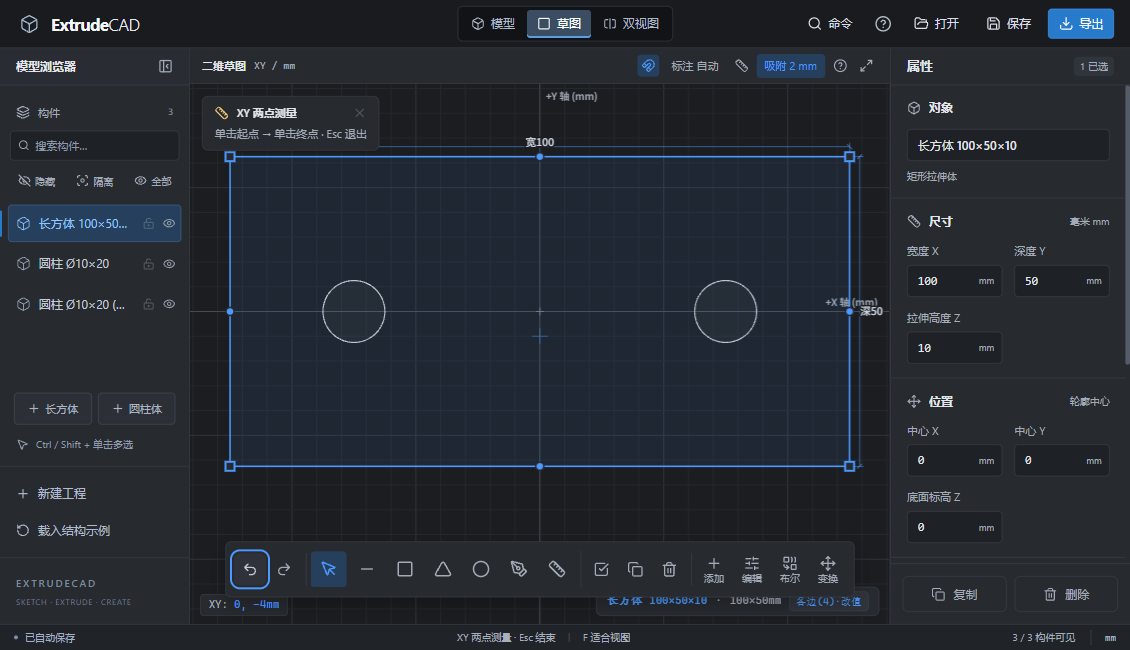 ExtrudeCAD
模型
草图
双视图
命令
打开
保存
导出
模型浏览器
二维草图 XY / mm
标注 自动
吸附 2 mm
属性
1 已选
构件
3
搜索构件...
隐藏
隔离
全部
长方体 100×50...
圆柱 Ø10×20
圆柱 Ø10×20 (...
+ 长方体
+ 圆柱体
Ctrl / Shift + 单击多选
+ 新建工程
载入结构示例
EXTRUDECAD
SKETCH · EXTRUDE · CREATE
XY 两点测量
单击起点 → 单击终点 · Esc 退出
+Y 轴 (mm)
宽100
+X 轴 (mm)
深50
添加
编辑
布尔
变换
XY: 0, −4mm
长方体 100×50×10 · 100×50mm
各边(4)·改值
对象
长方体 100×50×10
矩形拉伸体
尺寸
毫米 mm
宽度 X
深度 Y
100 mm
50 mm
拉伸高度 Z
10 mm
位置
轮廓中心
中心 X
中心 Y
0 mm
0 mm
底面标高 Z
0 mm
复制
删除
已自动保存
XY 两点测量 · Esc 结束
F 适合视图
3 / 3 构件可见
mm